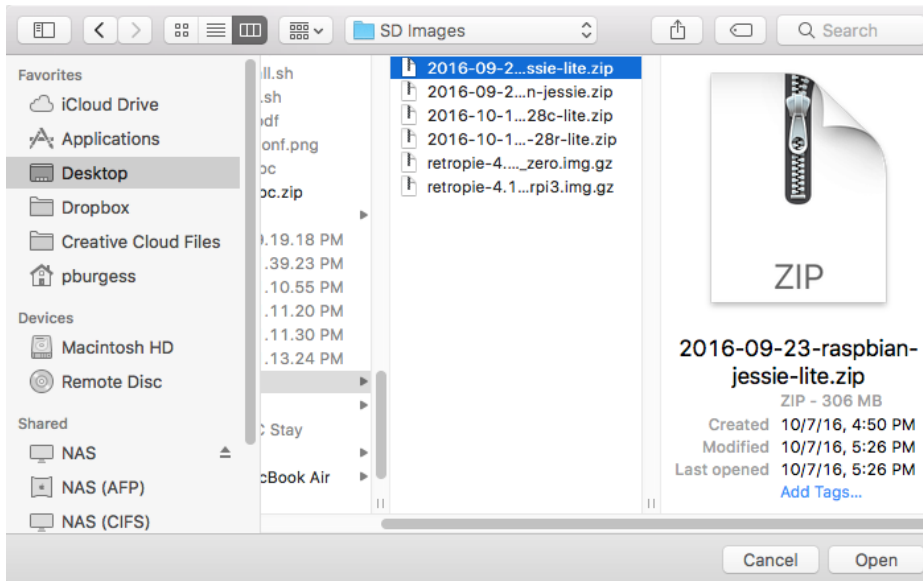 SD Images
Search
Favorites
iCloud Drive
Applications
Desktop
Dropbox
Creative Cloud Files
pburgess
Devices
Macintosh HD
Remote Disc
Shared
NAS
NAS (AFP)
NAS (CIFS)
ll.sh
.sh
df
onf.png
oc
oc.zip
9.19.18 PM
.39.23 PM
.10.55 PM
.11.20 PM
.11.30 PM
.13.24 PM
C Stay
cBook Air
2016-09-2...ssie-lite.zip
2016-09-2...n-jessie.zip
2016-10-1...28c-lite.zip
2016-10-1...-28r-lite.zip
retropie-4...._zero.img.gz
retropie-4.1...rpi3.img.gz
ZIP
2016-09-23-raspbian-
jessie-lite.zip
ZIP - 306 MB
Created 10/7/16, 4:50 PM
Modified 10/7/16, 5:26 PM
Last opened 10/7/16, 5:26 PM
Add Tags...
Cancel
Open